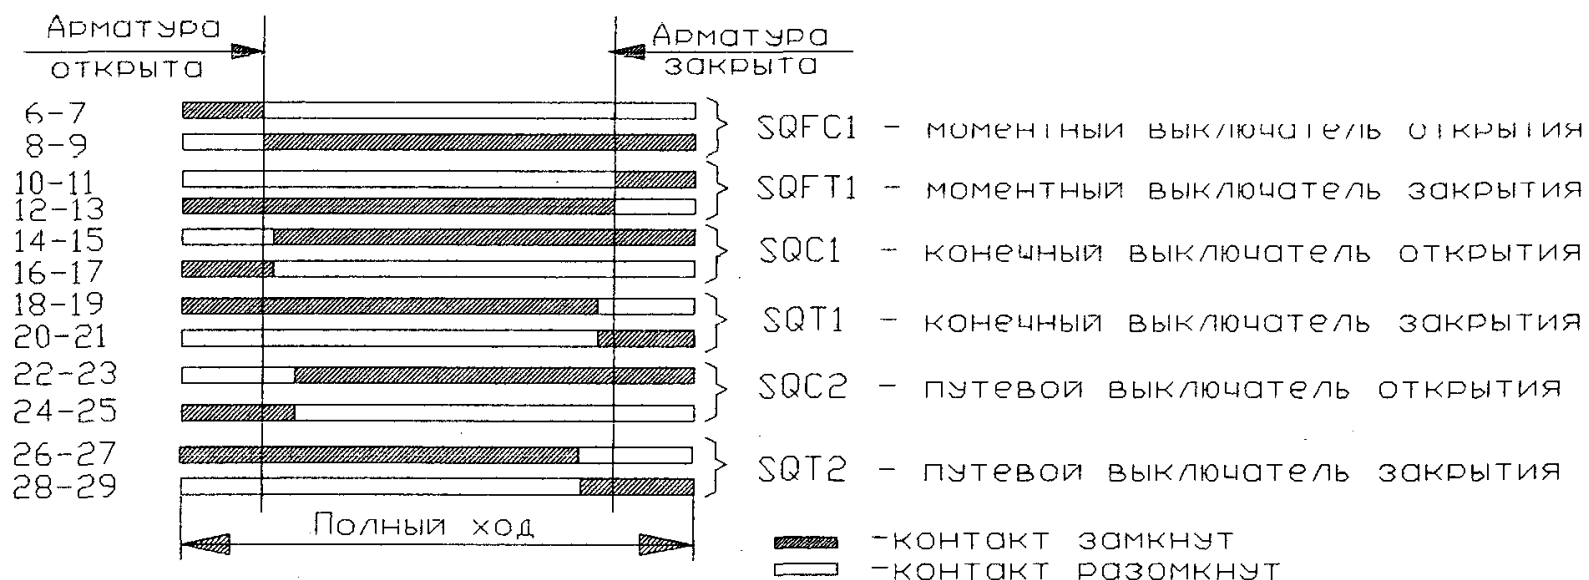 Арматура
открыта
Арматура
закрыта
6-7
8-9
SQFC1 - моментный выключатель открытия
10-11
12-13
SQFT1 - моментный выключатель закрытия
14-15
16-17
SQC1 - конечный выключатель открытия
18-19
20-21
SQT1 - конечный выключатель закрытия
22-23
24-25
SQC2 - путевой выключатель открытия
26-27
28-29
SQT2 - путевой выключатель закрытия
Полный ход
-контакт замкнут
-контакт разомкнут